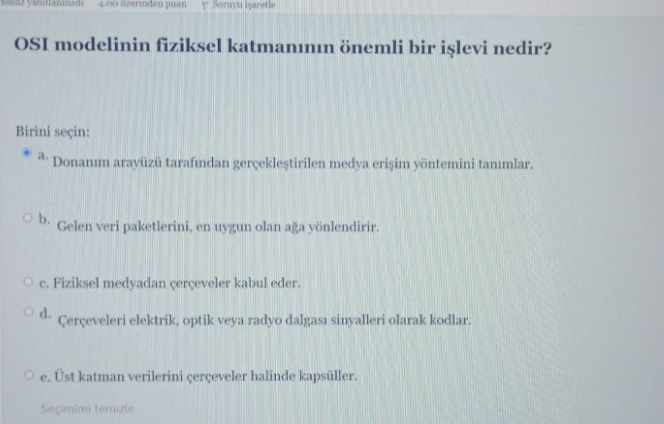 Henüz yanıtlanmadı 4,00 üzerinden puan Soruyu işaretle
OSI modelinin fiziksel katmanının önemli bir işlevi nedir?
Birini seçin:
a. Donanım arayüzü tarafından gerçekleştirilen medya erişim yöntemini tanımlar.
b. Gelen veri paketlerini, en uygun olan ağa yönlendirir.
c. Fiziksel medyadan çerçeveler kabul eder.
d. Çerçeveleri elektrik, optik veya radyo dalgası sinyalleri olarak kodlar.
e. Üst katman verilerini çerçeveler halinde kapsüller.
Seçimimi temizle